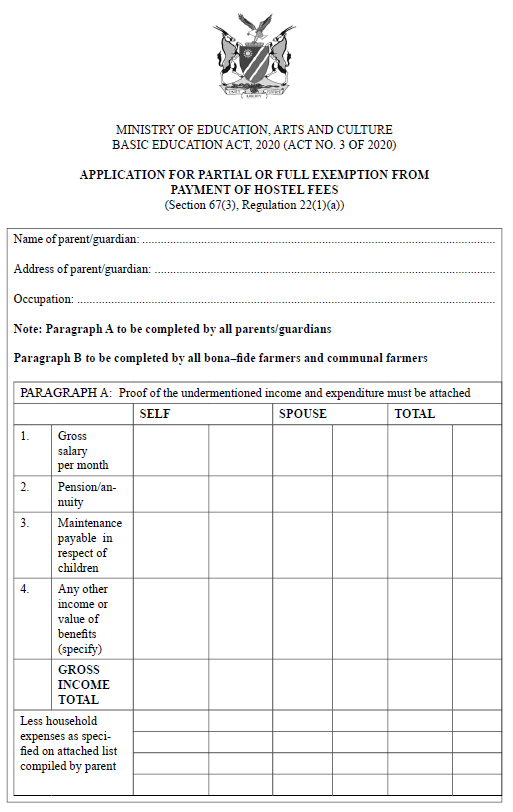 MINISTRY OF EDUCATION, ARTS AND CULTURE
BASIC EDUCATION ACT, 2020 (ACT NO. 3 OF 2020)
APPLICATION FOR PARTIAL OR FULL EXEMPTION FROM
PAYMENT OF HOSTEL FEES
(Section 67(3), Regulation 22(1)(a))
Name of parent/guardian: ........................................................................
Address of parent/guardian: ........................................................................
Occupation: ........................................................................
Note: Paragraph A to be completed by all parents/guardians
Paragraph B to be completed by all bona–fide farmers and communal farmers
PARAGRAPH A: Proof of the undermentioned income and expenditure must be attached
SELF SPOUSE TOTAL
1. Gross
salary
per month
2. Pension/an-
nuity
3. Maintenance
payable in
respect of
children
4. Any other
income or
value of
benefits
(specify)
GROSS
INCOME
TOTAL
Less household
expenses as speci-
fied on attached list
compiled by parent